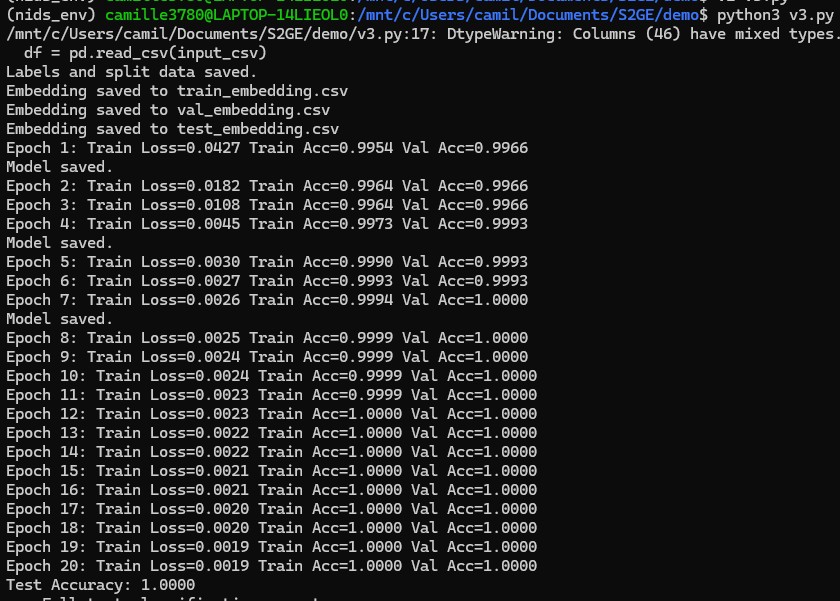 (nids_env) camille3780@LAPTOP-14LIEOL0:/mnt/c/Users/camil/Documents/S2GE/demo$ python3 v3.py
/mnt/c/Users/camil/Documents/S2GE/demo/v3.py:17: DtypeWarning: Columns (46) have mixed types.
  df = pd.read_csv(input_csv)
Labels and split data saved.
Embedding saved to train_embedding.csv
Embedding saved to val_embedding.csv
Embedding saved to test_embedding.csv
Epoch 1: Train Loss=0.0427 Train Acc=0.9954 Val Acc=0.9966
Model saved.
Epoch 2: Train Loss=0.0182 Train Acc=0.9964 Val Acc=0.9966
Epoch 3: Train Loss=0.0108 Train Acc=0.9964 Val Acc=0.9966
Epoch 4: Train Loss=0.0045 Train Acc=0.9973 Val Acc=0.9993
Model saved.
Epoch 5: Train Loss=0.0030 Train Acc=0.9990 Val Acc=0.9993
Epoch 6: Train Loss=0.0027 Train Acc=0.9993 Val Acc=0.9993
Epoch 7: Train Loss=0.0026 Train Acc=0.9994 Val Acc=1.0000
Model saved.
Epoch 8: Train Loss=0.0025 Train Acc=0.9999 Val Acc=1.0000
Epoch 9: Train Loss=0.0024 Train Acc=0.9999 Val Acc=1.0000
Epoch 10: Train Loss=0.0024 Train Acc=0.9999 Val Acc=1.0000
Epoch 11: Train Loss=0.0023 Train Acc=0.9999 Val Acc=1.0000
Epoch 12: Train Loss=0.0023 Train Acc=1.0000 Val Acc=1.0000
Epoch 13: Train Loss=0.0022 Train Acc=1.0000 Val Acc=1.0000
Epoch 14: Train Loss=0.0022 Train Acc=1.0000 Val Acc=1.0000
Epoch 15: Train Loss=0.0021 Train Acc=1.0000 Val Acc=1.0000
Epoch 16: Train Loss=0.0021 Train Acc=1.0000 Val Acc=1.0000
Epoch 17: Train Loss=0.0020 Train Acc=1.0000 Val Acc=1.0000
Epoch 18: Train Loss=0.0020 Train Acc=1.0000 Val Acc=1.0000
Epoch 19: Train Loss=0.0019 Train Acc=1.0000 Val Acc=1.0000
Epoch 20: Train Loss=0.0019 Train Acc=1.0000 Val Acc=1.0000
Test Accuracy: 1.0000